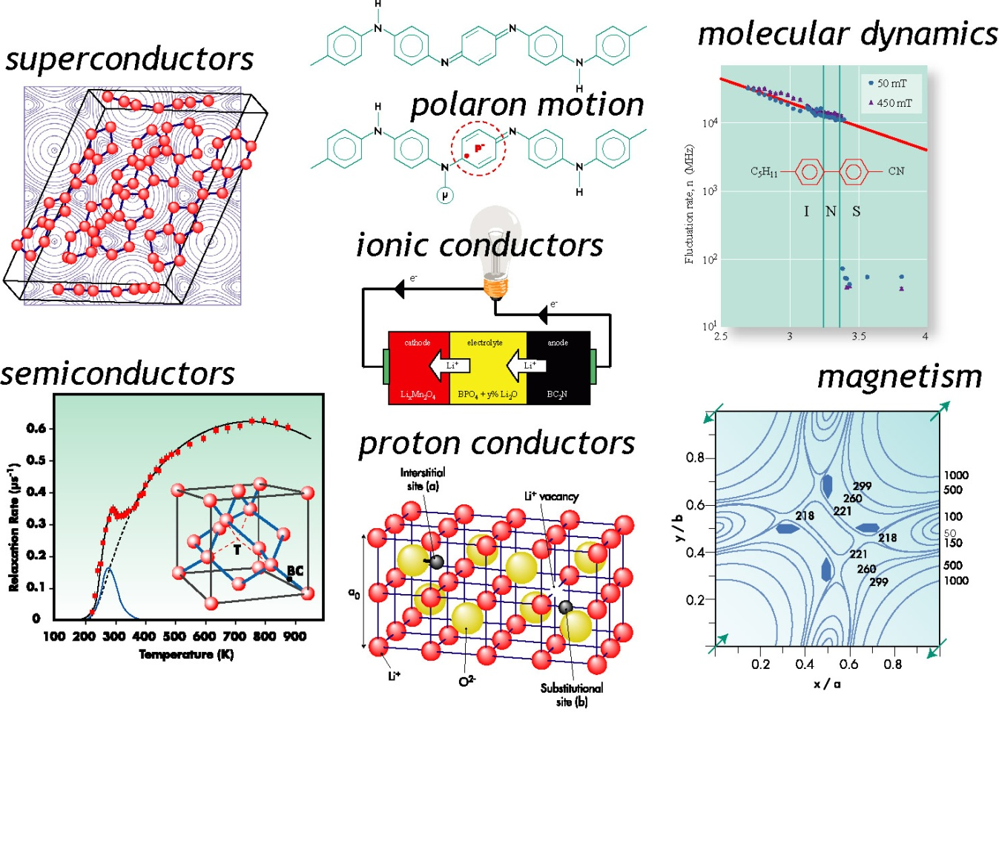 superconductors
H
N
N
N
N
H
polaron motion
H
N
N
P⁻
N
N
μ
H
molecular dynamics
50 mT
450 mT
Fluctuation rate, n (MHz)
10⁴
10³
10²
10¹
C₅H₁₁
CN
I N S
2.5 3 3.5 4
ionic conductors
e⁻
e⁻
cathode electrolyte anode
Li⁺ Li⁺
LiₓMn₂O₄ BPO₄ + y% Li₂O BC₂N
semiconductors
Relaxation Rate (μs⁻¹)
0.6
0.5
0.4
0.3
0.2
0.1
0
T
BC
100 200 300 400 500 600 700 800 900
Temperature (K)
proton conductors
Interstitial
site (a)
Li⁺ vacancy
a₀
Li⁺
O²⁻
Substitutional
site (b)
magnetism
y / b
0.8
0.6
0.4
0.2
299
260
221
218
218
221
260
299
1000
500
100
50
150
500
1000
0.2 0.4 0.6 0.8
x / a